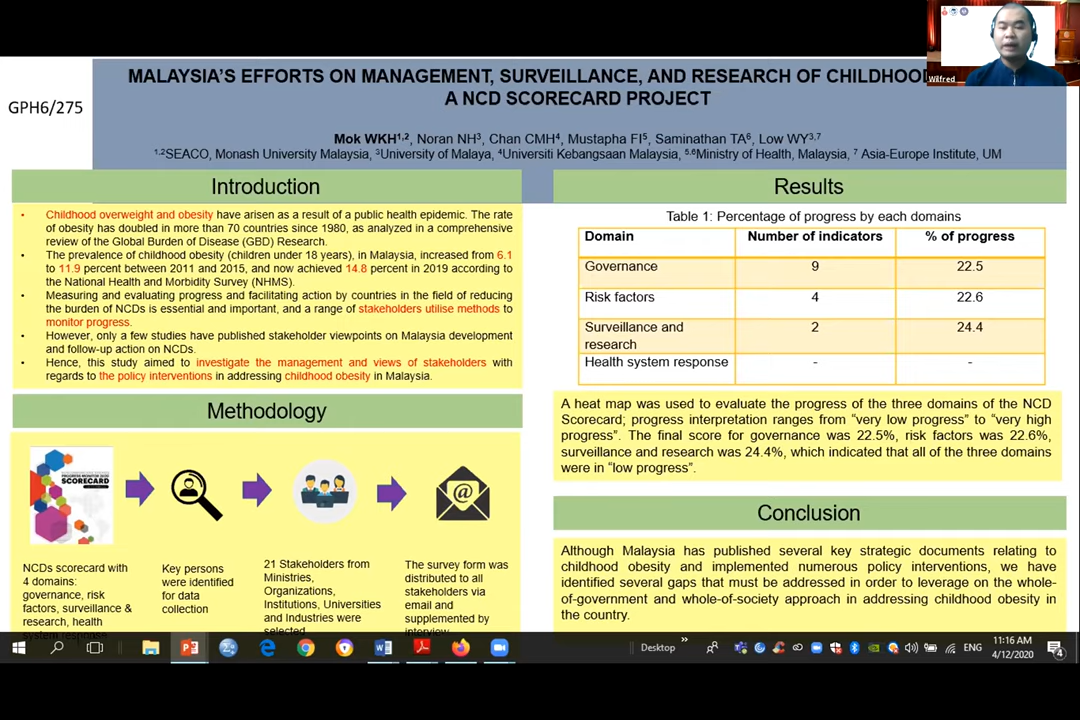 Wilfred
GPH6/275
MALAYSIA'S EFFORTS ON MANAGEMENT, SURVEILLANCE, AND RESEARCH OF CHILDHOO
A NCD SCORECARD PROJECT
Mok WKH1,2, Noran NH3, Chan CMH4, Mustapha FI5, Saminathan TA6, Low WY3,7
1,2SEACO, Monash University Malaysia, 3University of Malaya, 4Universiti Kebangsaan Malaysia, 5,6Ministry of Health, Malaysia, 7 Asia-Europe Institute, UM
Introduction
• Childhood overweight and obesity have arisen as a result of a public health epidemic. The rate
of obesity has doubled in more than 70 countries since 1980, as analyzed in a comprehensive
review of the Global Burden of Disease (GBD) Research.
• The prevalence of childhood obesity (children under 18 years), in Malaysia, increased from 6.1
to 11.9 percent between 2011 and 2015, and now achieved 14.8 percent in 2019 according to
the National Health and Morbidity Survey (NHMS).
• Measuring and evaluating progress and facilitating action by countries in the field of reducing
the burden of NCDs is essential and important, and a range of stakeholders utilise methods to
monitor progress.
• However, only a few studies have published stakeholder viewpoints on Malaysia development
and follow-up action on NCDs.
• Hence, this study aimed to investigate the management and views of stakeholders with
regards to the policy interventions in addressing childhood obesity in Malaysia.
Methodology
SCORECARD
NCDs scorecard with
4 domains:
governance, risk
factors, surveillance &
research, health
system response
Key persons
were identified
for data
collection
21 Stakeholders from
Ministries,
Organizations,
Institutions, Universities
and Industries were
selected
The survey form was
distributed to all
stakeholders via
email and
supplemented by
interview
Results
Table 1: Percentage of progress by each domains
Domain Number of indicators % of progress
Governance 9 22.5
Risk factors 4 22.6
Surveillance and
research 2 24.4
Health system response - -
A heat map was used to evaluate the progress of the three domains of the NCD
Scorecard; progress interpretation ranges from "very low progress" to "very high
progress". The final score for governance was 22.5%, risk factors was 22.6%,
surveillance and research was 24.4%, which indicated that all of the three domains
were in "low progress".
Conclusion
Although Malaysia has published several key strategic documents relating to
childhood obesity and implemented numerous policy interventions, we have
identified several gaps that must be addressed in order to leverage on the whole-
of-government and whole-of-society approach in addressing childhood obesity in
the country.
Desktop
ENG
11:16 AM
4/12/2020
4